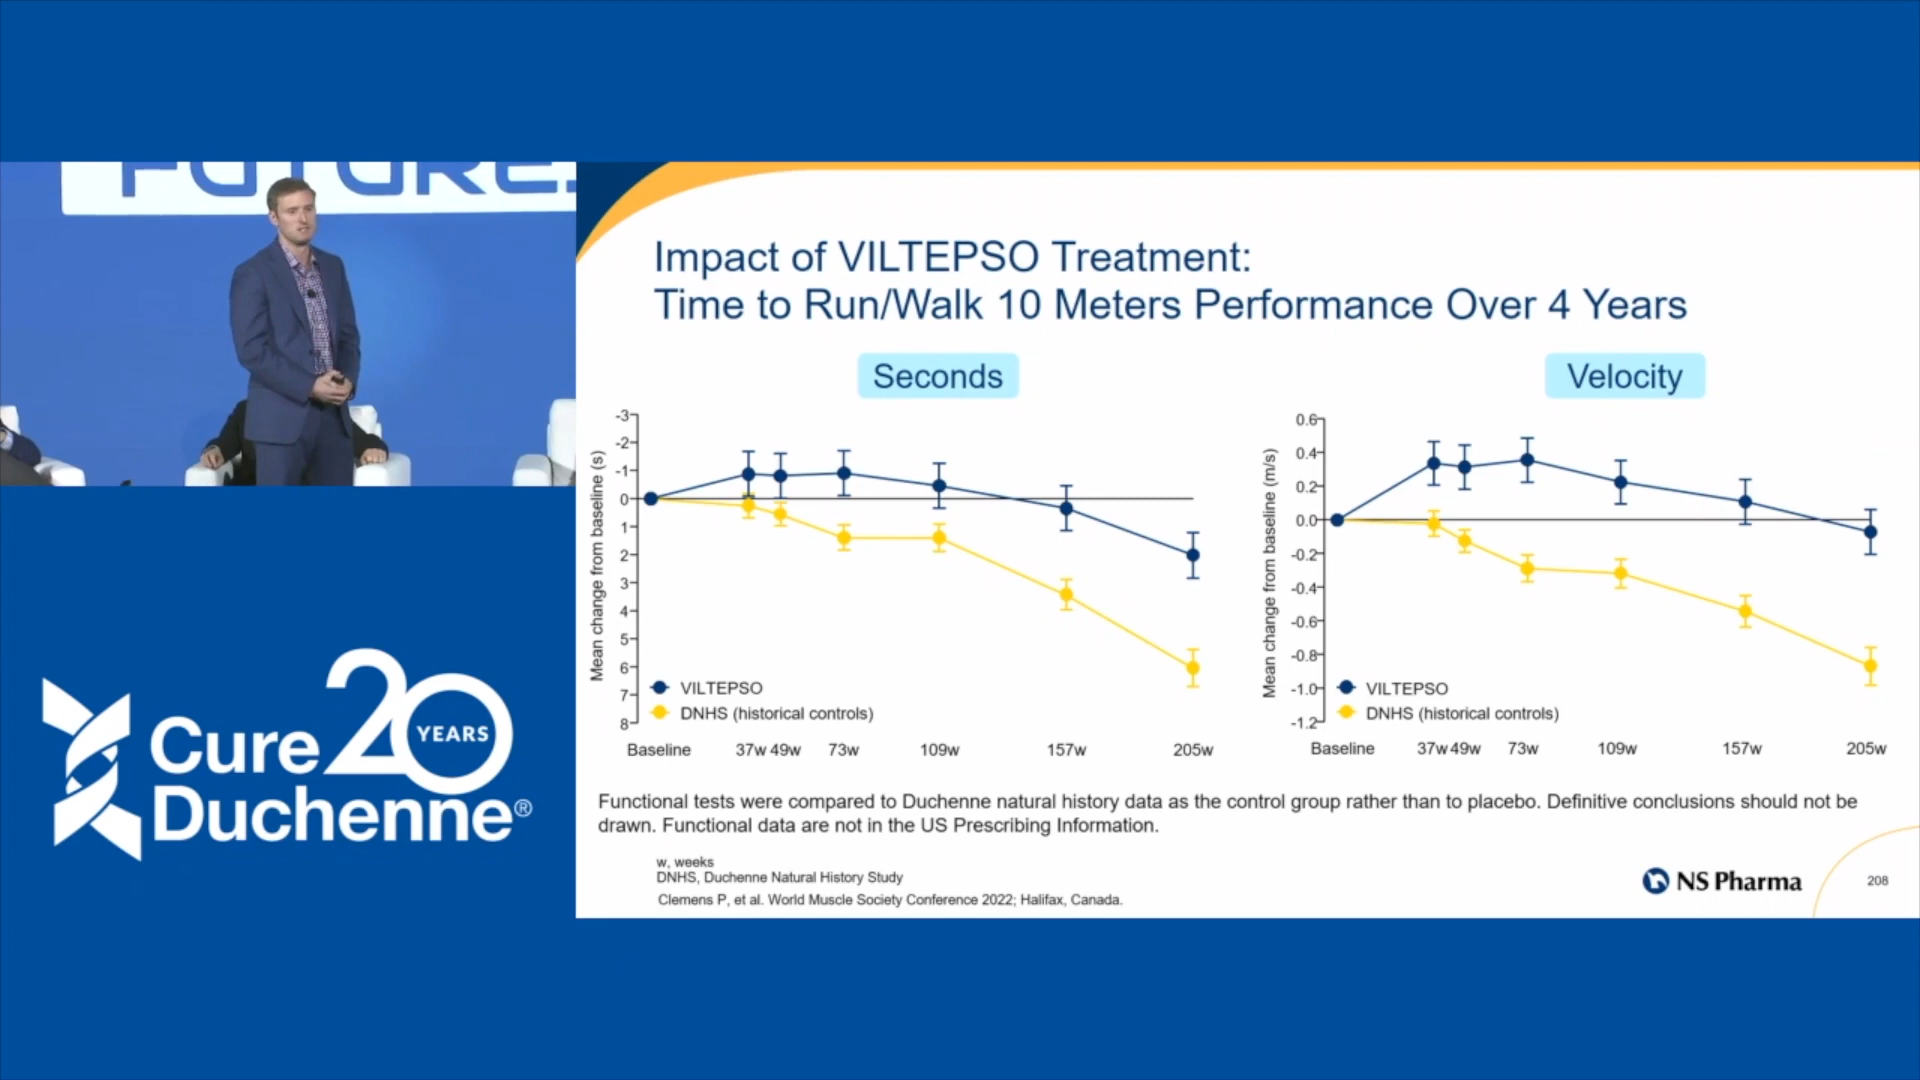 FUTURE
Impact of VILTEPSO Treatment:
Time to Run/Walk 10 Meters Performance Over 4 Years
Seconds
Mean change from baseline (s)
-3
-2
-1
0
1
2
3
4
5
6
7
8
VILTEPSO
DNHS (historical controls)
Baseline 37w 49w 73w 109w 157w 205w
Velocity
Mean change from baseline (m/s)
0.6
0.4
0.2
0.0
-0.2
-0.4
-0.6
-0.8
-1.0
-1.2
VILTEPSO
DNHS (historical controls)
Baseline 37w 49w 73w 109w 157w 205w
Functional tests were compared to Duchenne natural history data as the control group rather than to placebo. Definitive conclusions should not be
drawn. Functional data are not in the US Prescribing Information.
w, weeks
DNHS, Duchenne Natural History Study
Clemens P, et al. World Muscle Society Conference 2022; Halifax, Canada.
NS Pharma
208
Cure 20 YEARS
Duchenne®